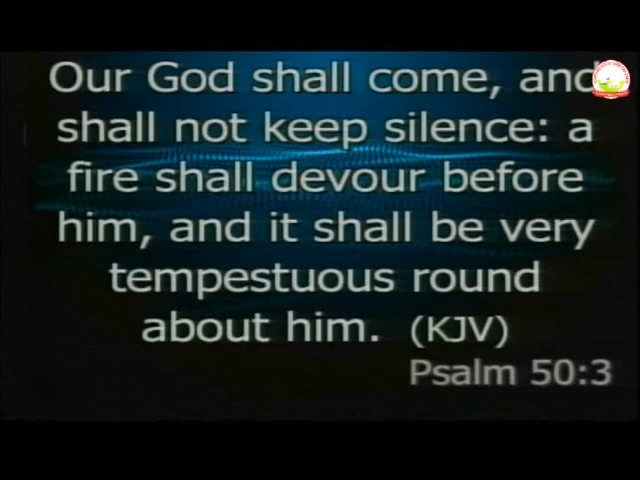 Our God shall come, and
shall not keep silence: a
fire shall devour before
him, and it shall be very
tempestuous round
about him. (KJV)
Psalm 50:3